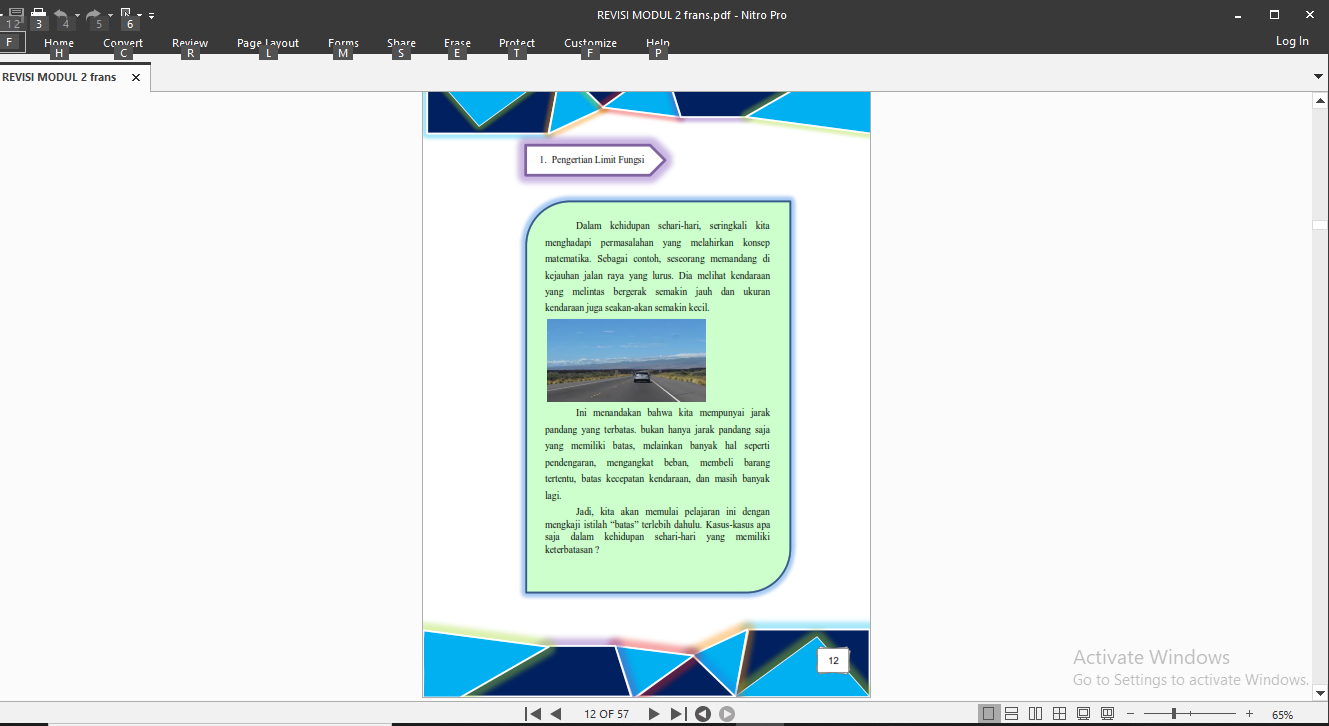 REVISI MODUL 2 frans.pdf - Nitro Pro
12 3 4 5 6
F
Home Convert Review Page Layout Forms Share Erase Protect Customize Help
H C R L M S E T F P
Log In
REVISI MODUL 2 frans
1. Pengertian Limit Fungsi
Dalam kehidupan sehari-hari, seringkali kita
menghadapi permasalahan yang melahirkan konsep
matematika. Sebagai contoh, seseorang memandang di
kejauhan jalan raya yang lurus. Dia melihat kendaraan
yang melintas bergerak semakin jauh dan ukuran
kendaraan juga seakan-akan semakin kecil.
Ini menandakan bahwa kita mempunyai jarak
pandang yang terbatas. bukan hanya jarak pandang saja
yang memiliki batas, melainkan banyak hal seperti
pendengaran, mengangkat beban, membeli barang
tertentu, batas kecepatan kendaraan, dan masih banyak
lagi.
Jadi, kita akan memulai pelajaran ini dengan
mengkaji istilah “batas” terlebih dahulu. Kasus-kasus apa
saja dalam kehidupan sehari-hari yang memiliki
keterbatasan ?
12
Activate Windows
Go to Settings to activate Windows.
12 OF 57
65%